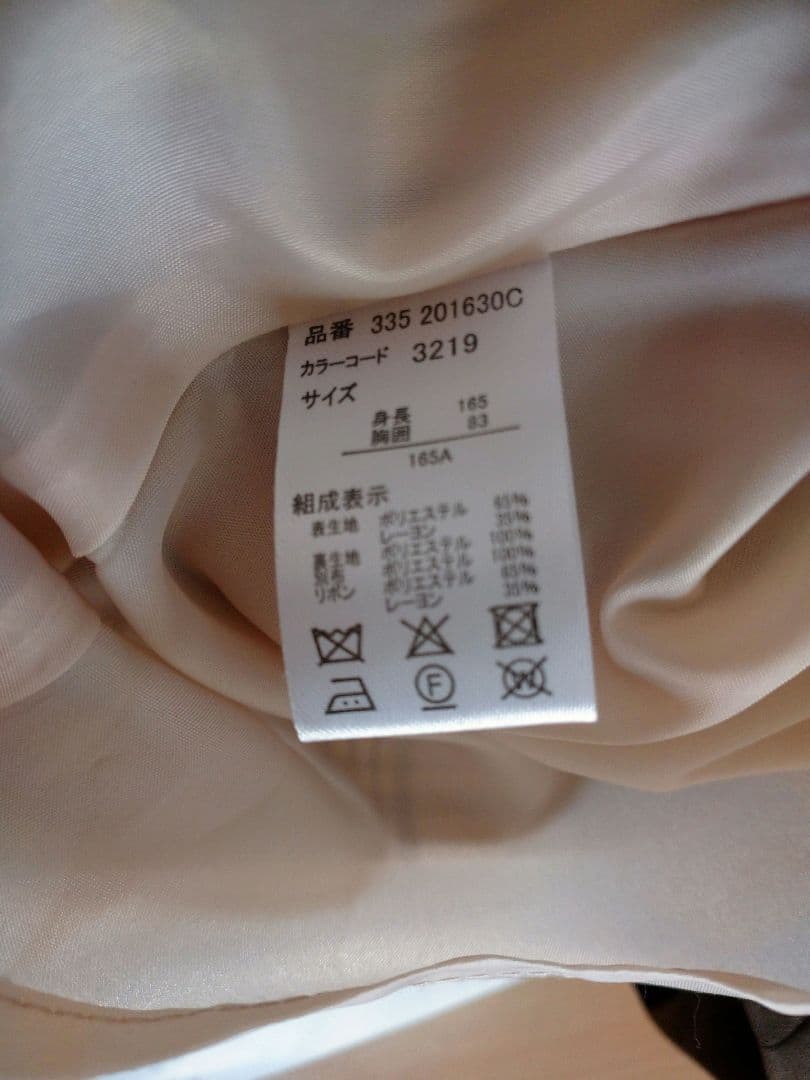 品番 335 201630C
カラーコード 3219
サイズ
身長 165
胸囲 83
165A
組成表示
表生地 ポリエステル 65%
レーヨン 35%
裏生地 ポリエステル 100%
別布 ポリエステル 100%
リボン ポリエステル 65%
レーヨン 35%
F
W